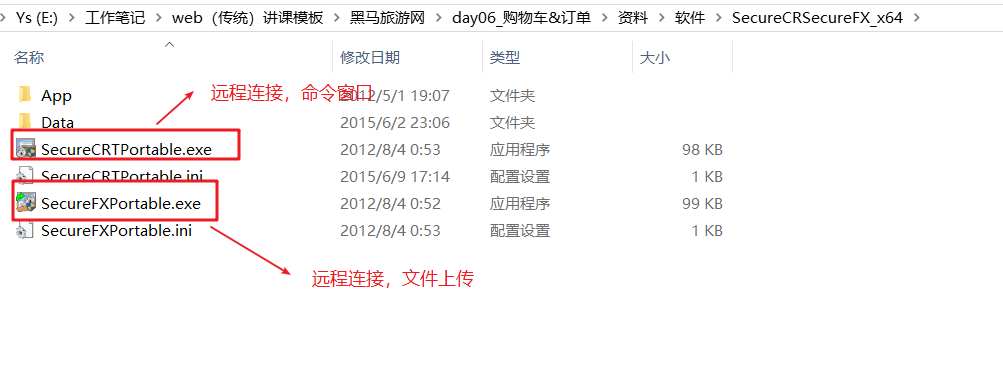 Ys (E:) > 工作笔记 > web（传统）讲课模板 > 黑马旅游网 > day06_购物车&订单 > 资料 > 软件 > SecureCRSecureFX_x64 >
名称 修改日期 类型 大小
远程连接，命令窗口
App 2012/5/1 19:07 文件夹
Data 2015/6/2 23:06 文件夹
SecureCRTPortable.exe 2012/8/4 0:53 应用程序 98 KB
SecureCRTPortable.ini 2015/6/9 17:14 配置设置 1 KB
SecureFXPortable.exe 2012/8/4 0:52 应用程序 99 KB
SecureFXPortable.ini 2012/8/4 0:53 配置设置 1 KB
远程连接，文件上传